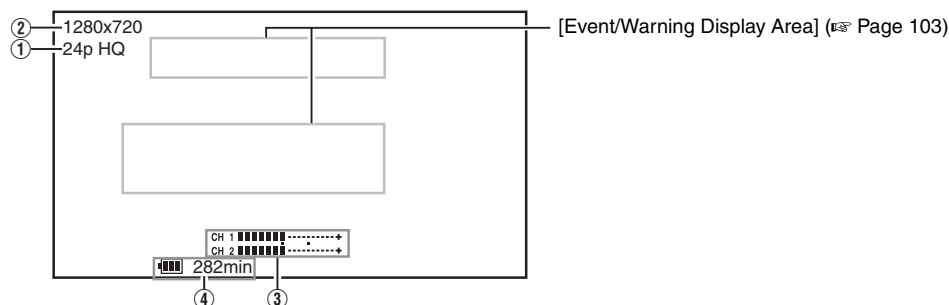 ② 1280x720
① 24p HQ
[Event/Warning Display Area] (☞ Page 103)
CH 1
CH 2
282min
④ ③